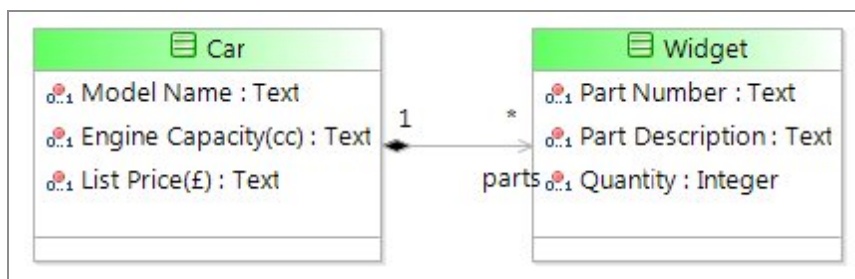 Car
0..1 Model Name : Text
0..1 Engine Capacity(cc) : Text
0..1 List Price(£) : Text
1
*
parts
Widget
0..1 Part Number : Text
0..1 Part Description : Text
0..1 Quantity : Integer